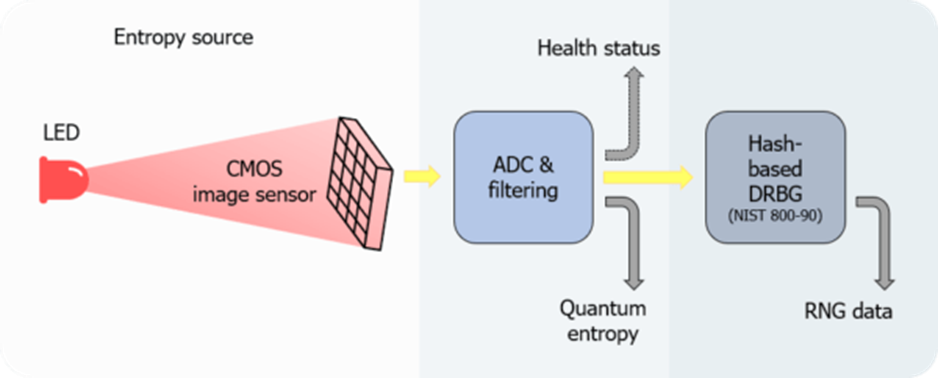 Entropy source
LED
CMOS
image sensor
ADC &
filtering
Health status
Quantum
entropy
Hash-
based
DRBG
(NIST 800-90)
RNG data